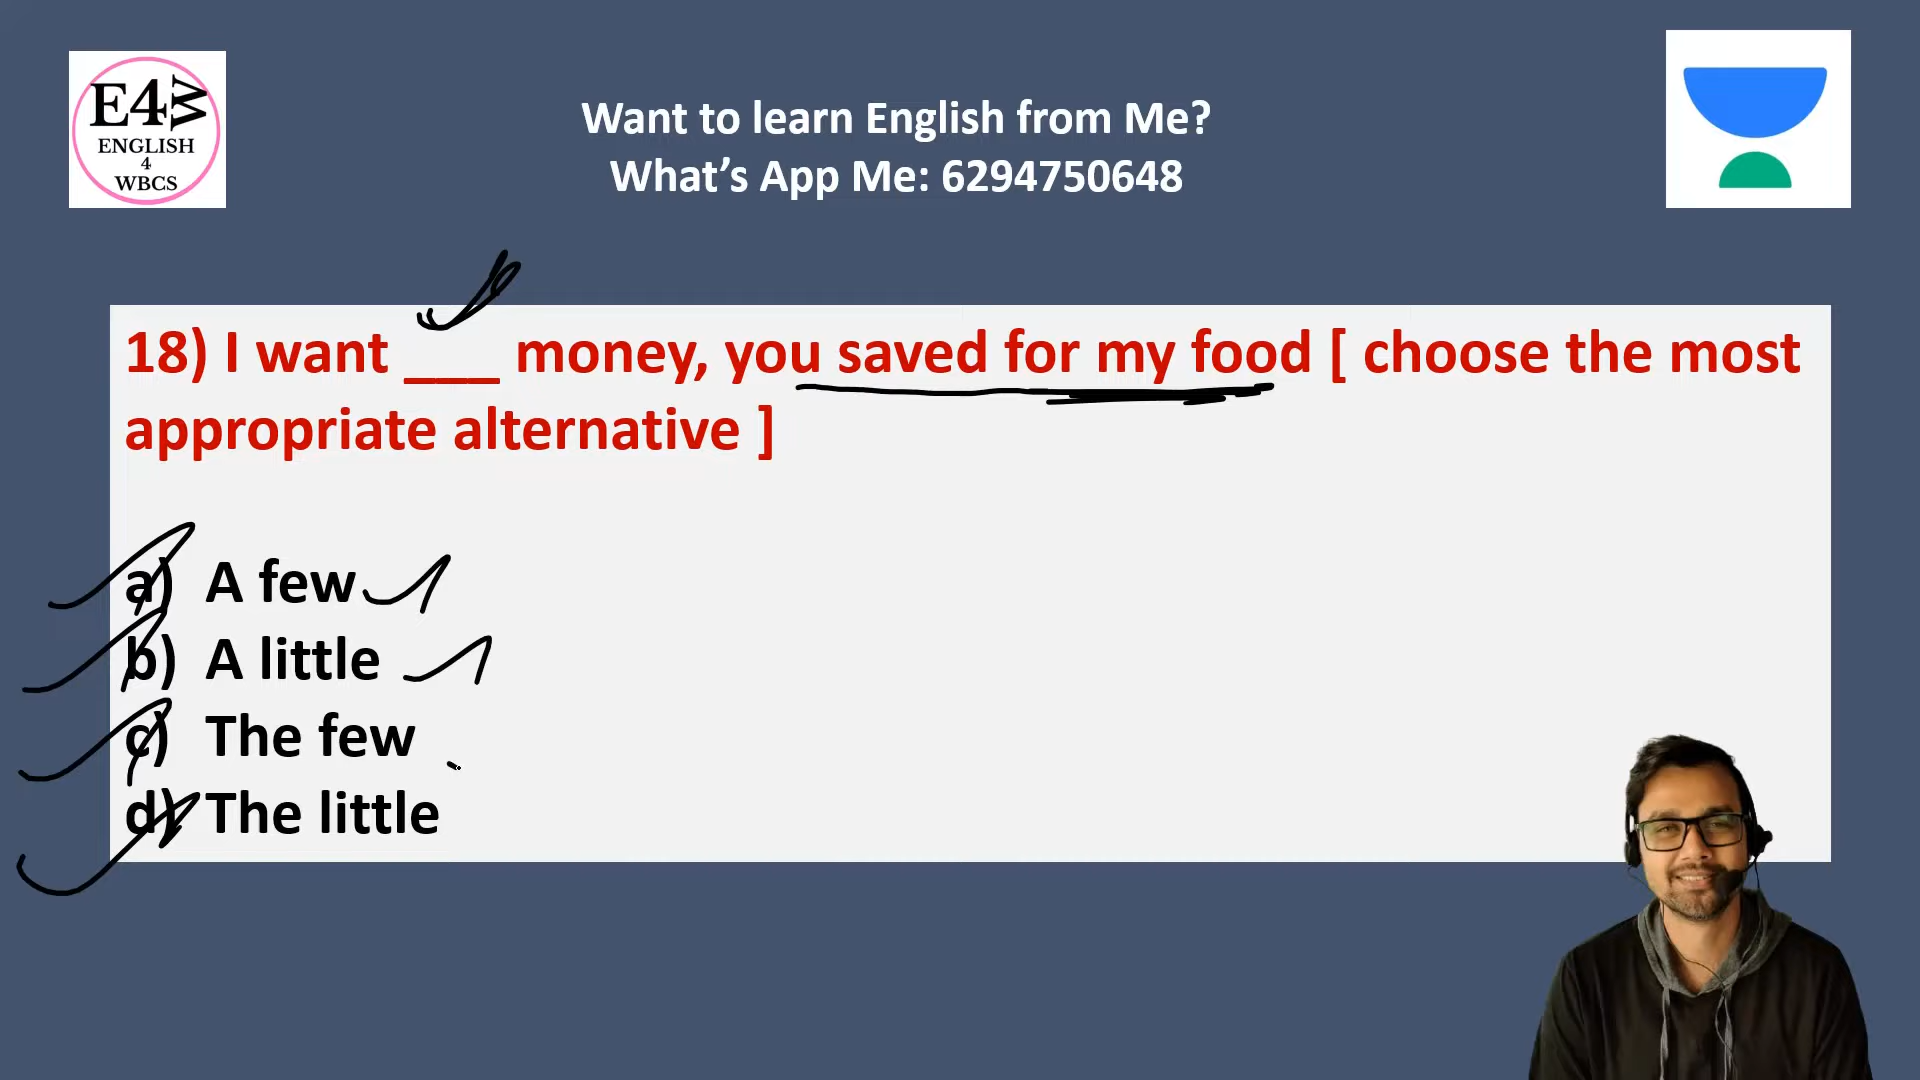 E4W
ENGLISH
4
WBCS
Want to learn English from Me?
What's App Me: 6294750648
18) I want ___ money, you saved for my food [ choose the most
appropriate alternative ]
a) A few
b) A little
c) The few
d) The little